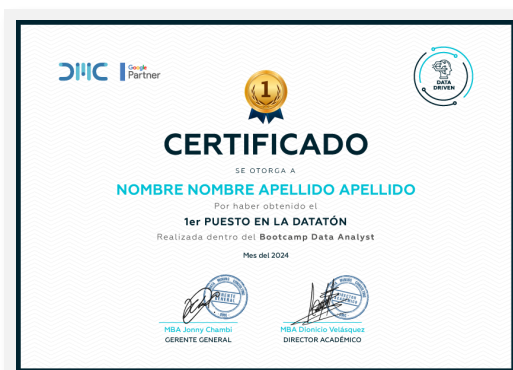 DMC
Google
Partner
DATA
DRIVEN
1
CERTIFICADO
SE OTORGA A
NOMBRE NOMBRE APELLIDO APELLIDO
Por haber obtenido el
1er PUESTO EN LA DATATÓN
Realizada dentro del Bootcamp Data Analyst
Mes del 2024
GERENTE
GENERAL
DIRECTOR
ACADÉMICO
MBA Jonny Chambi
MBA Dionicio Velásquez
GERENTE GENERAL
DIRECTOR ACADÉMICO